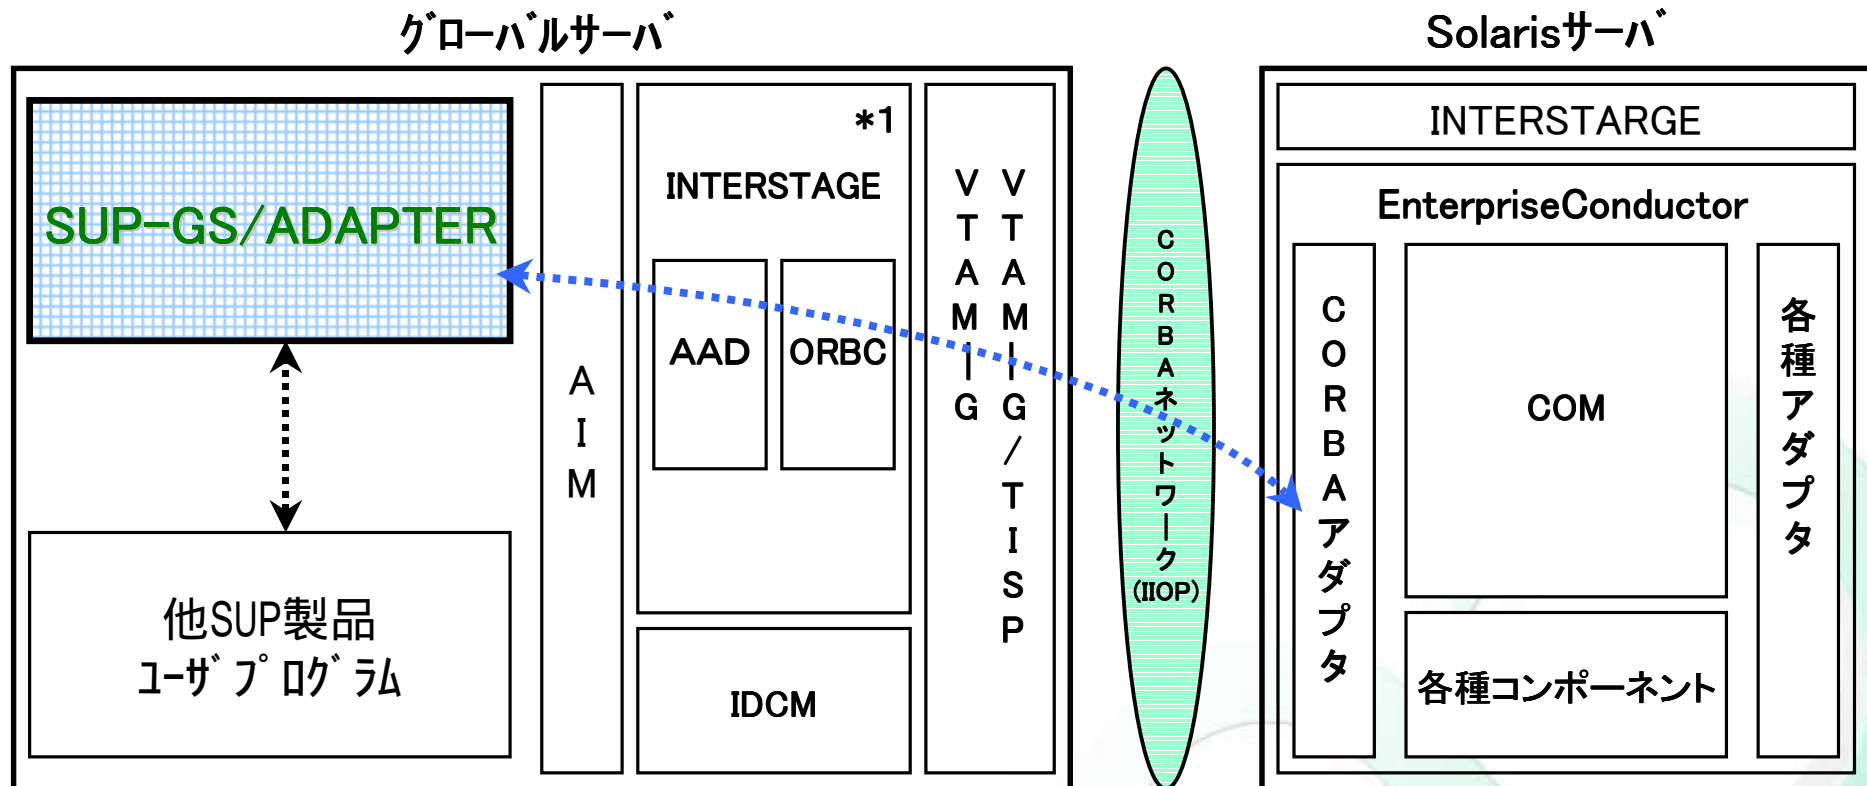 グローバルサーバ
Solarisサーバ
SUP-GS/ADAPTER
他SUP製品
ユーザプログラム
AIM
*1
INTERSTAGE
AAD
ORBC
IDCM
VTAM-G
VTAM-G/TISP
CORBAネットワーク
(IIOP)
INTERSTARGE
EnterpriseConductor
CORBAアダプタ
COM
各種コンポーネント
各種アダプタ